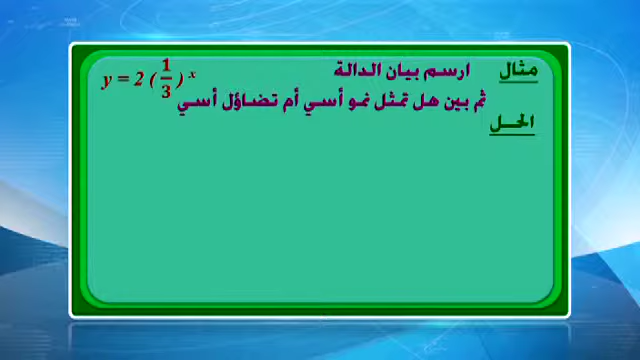 مثال ارسم بيان الدالة y = 2 (1/3)^x
ثم بين هل تمثل نمو أسي أم تضاؤل أسي
الحل